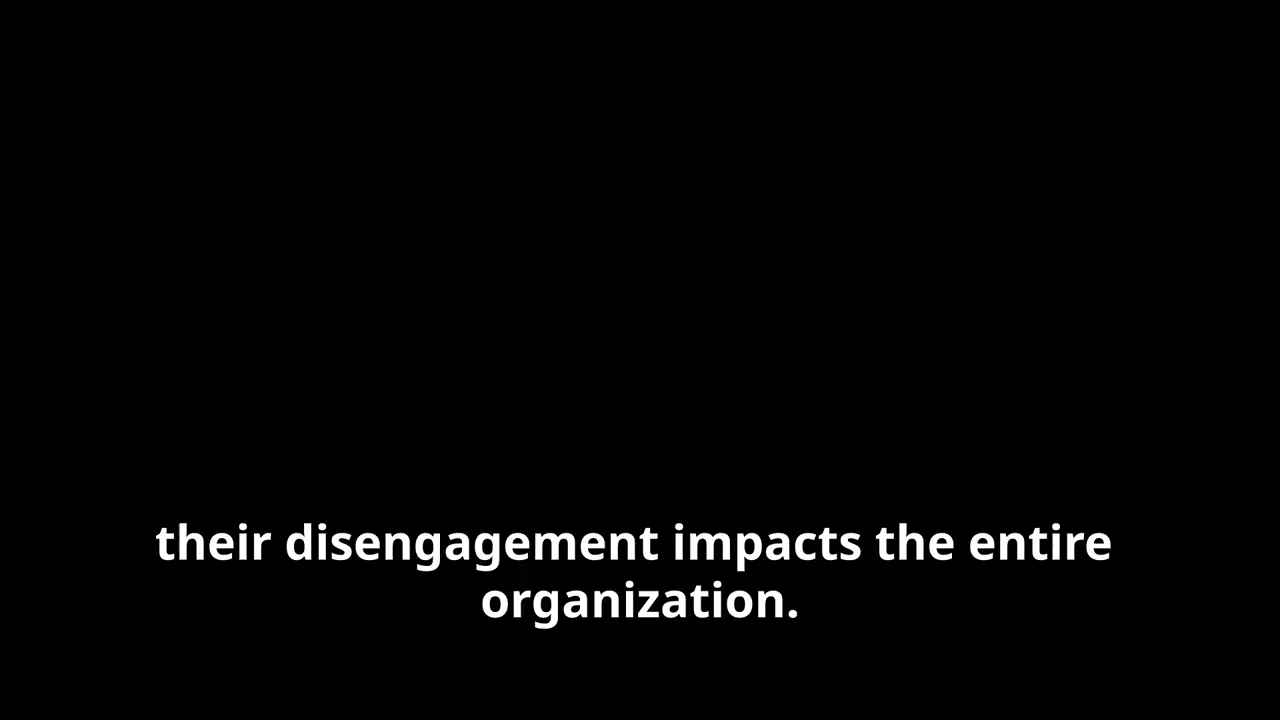 their disengagement impacts the entire
organization.